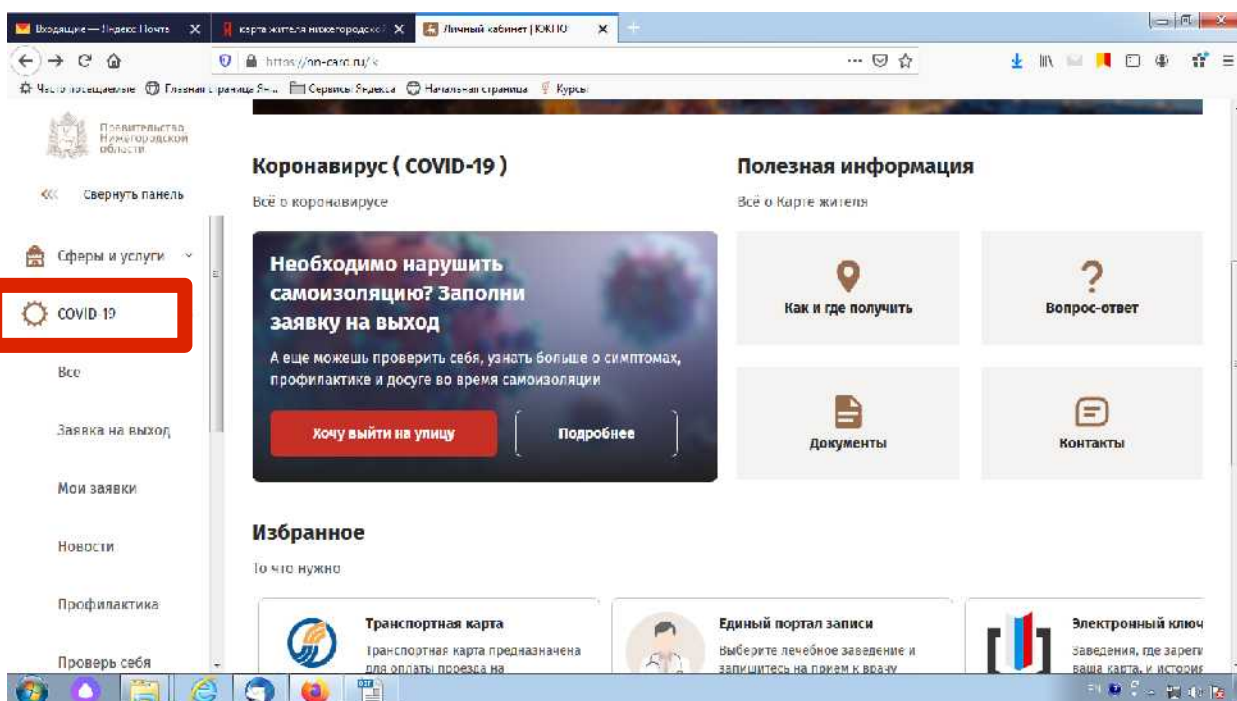 Входящие — Яндекс Почта
карта жителя нижегородской
Личный кабинет | ЮЖПО
https://nn-card.ru/
Часто посещаемые
Главная страница Ян...
Сервисы Яндекса
Начальная страница
Курсы
Правительство
Нижегородской
области
Свернуть панель
Сферы и услуги
COVID-19
Все
Заявка на выход
Мои заявки
Новости
Профилактика
Проверь себя
Коронавирус ( COVID-19 )
Всё о коронавирусе
Необходимо нарушить
самоизоляцию? Заполни
заявку на выход
А еще можешь проверить себя, узнать больше о симптомах,
профилактике и досуге во время самоизоляции
Хочу выйти на улицу
Подробнее
Полезная информация
Всё о Карте жителя
Как и где получить
Вопрос-ответ
Документы
Контакты
Избранное
То что нужно
Транспортная карта
Транспортная карта предназначена
для оплаты проезда на
Единый портал записи
Выберите лечебное заведение и
запишитесь на прием к врачу
Электронный ключ
Заведения, где зареги
ваша карта, и история
EN